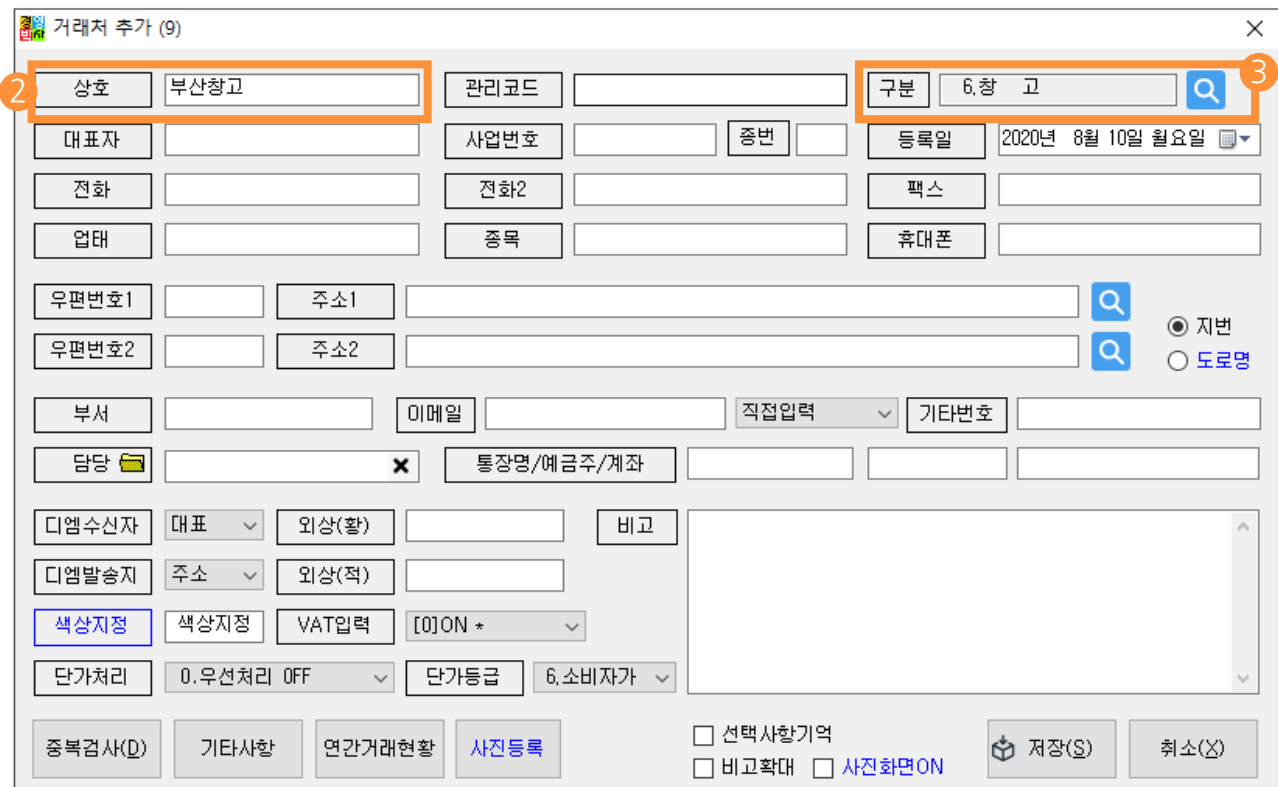 경영박사 거래처 추가 (9)
2 상호 부산창고 관리코드 구분 6.창 고 3
대표자 사업번호 종번 등록일 2020년 8월 10일 월요일
전화 전화2 팩스
업태 종목 휴대폰
우편번호1 주소1
지번
우편번호2 주소2
도로명
부서 이메일 직접입력 기타번호
담당 통장명/예금주/계좌
디엠수신자 대표 외상(황) 비고
디엠발송지 주소 외상(적)
색상지정 색상지정 VAT입력 [0]ON *
단가처리 0.우선처리 OFF 단가등급 6.소비자가
중복검사(D) 기타사항 연간거래현황 사진등록 선택사항기억 저장(S) 취소(X)
비고확대 사진화면ON